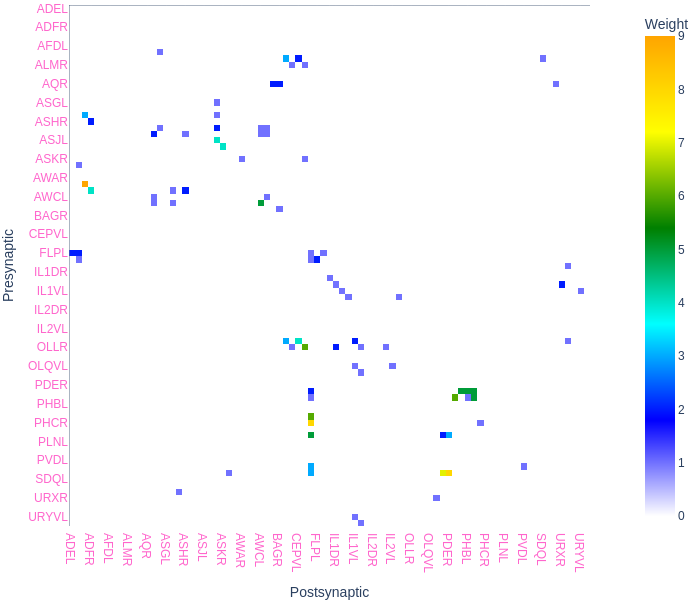 Weight
ADEL
ADFR
AFDL
ALMR
AQR
ASGL
ASHR
ASJL
ASKR
AWAR
AWCL
BAGR
CEPVL
FLPL
IL1DR
IL1VL
IL2DR
IL2VL
OLLR
OLQVL
PDER
PHBL
PHCR
PLNL
PVDL
SDQL
URXR
URYVL
Presynaptic
9
8
7
6
5
4
3
2
1
0
ADEL
ADFR
AFDL
ALMR
AQR
ASGL
ASHR
ASJL
ASKR
AWAR
AWCL
BAGR
CEPVL
FLPL
IL1DR
IL1VL
IL2DR
IL2VL
OLLR
OLQVL
PDER
PHBL
PHCR
PLNL
PVDL
SDQL
URXR
URYVL
Postsynaptic